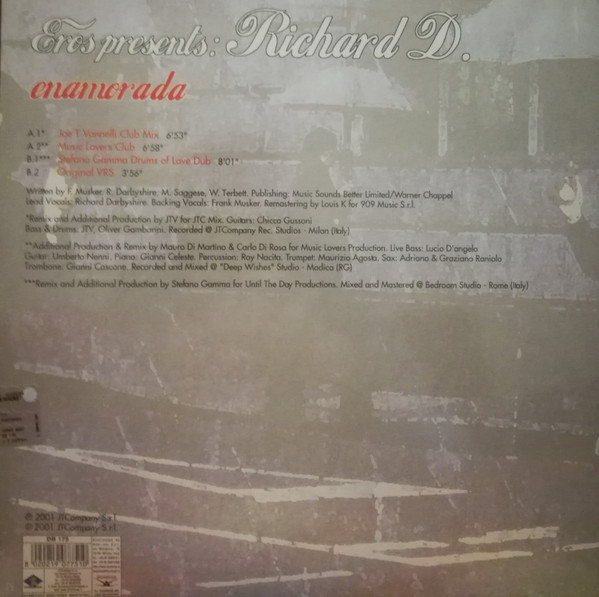 Eros presents: Richard D.
enamorada
A.1* Joe T Vannelli Club Mix 6'53"
A.2** Music Lovers Club 6'58"
B.1*** Stefano Gamma Drums of Love Dub 8'01"
B.2 Original VRS 3'56"
Written by F. Musker. R. Darbyshire. M. Saggese, W. Terbett. Publishing: Music Sounds Better Limited/Warner Chappel
Lead Vocals: Richard Darbyshire. Backing Vocals: Frank Musker. Remastering by Louis K for 909 Music S.r.l.
*Remix and Additional Production by JTV for JTC Mix. Guitars: Chicco Gussoni
Bass & Drums: JTV, Oliver Gambarini. Recorded @ JTCompany Rec. Studios - Milan (Italy)
**Additional Production & Remix by Mauro Di Martino & Carlo Di Rosa for Music Lovers Production. Live Bass: Lucio D'angelo
Guitar: Umberto Nenni. Piano: Gianni Celeste. Percussion: Roy Nocita. Trumpet: Maurizio Agosta. Sax: Adriano & Graziano Raniolo
Trombone: Gianni Cascone. Recorded and Mixed @ "Deep Wishes" Studio - Modica (RG)
***Remix and Additional Production by Stefano Gamma for Until The Day Productions. Mixed and Mastered @ Bedroom Studio - Rome (Italy)
℗ 2001 JTCompany S.r.l.
© 2001 JTCompany S.r.l.
DIB 175